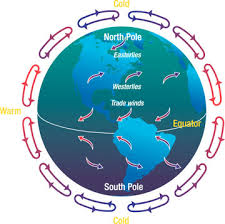 Cold
North Pole
Easterlies
Westerlies
Trade winds
Warm
Equator
South Pole
Cold